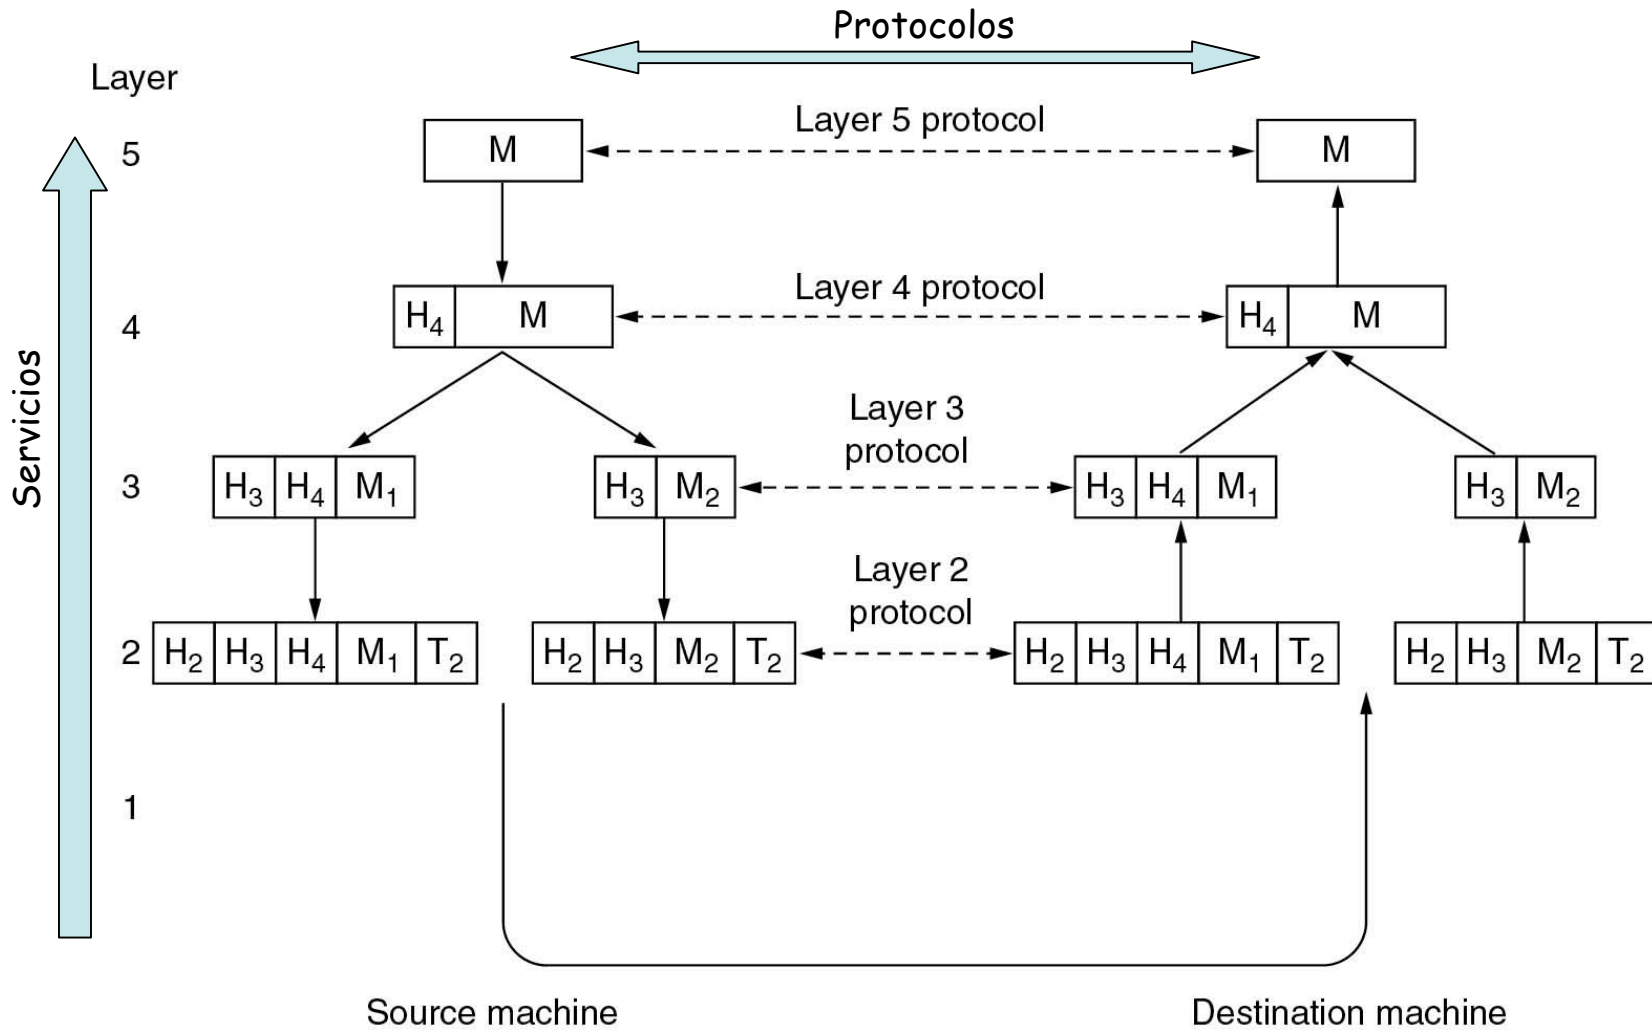 Protocolos
Layer
Servicios
5
M
Layer 5 protocol
M
4
H4 M
Layer 4 protocol
H4 M
3
H3 H4 M1
H3 M2
Layer 3
protocol
H3 H4 M1
H3 M2
2
H2 H3 H4 M1 T2
H2 H3 M2 T2
Layer 2
protocol
H2 H3 H4 M1 T2
H2 H3 M2 T2
1
Source machine
Destination machine